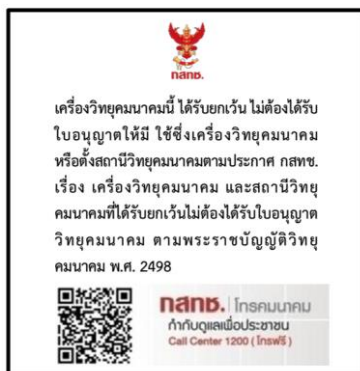 กสทช.
เครื่องวิทยุคมนาคมนี้ ได้รับยกเว้น ไม่ต้องได้รับ
ใบอนุญาตให้มี ใช้ซึ่งเครื่องวิทยุคมนาคม
หรือตั้งสถานีวิทยุคมนาคมตามประกาศ กสทช.
เรื่อง เครื่องวิทยุคมนาคม และสถานีวิทยุ
คมนาคมที่ได้รับยกเว้นไม่ต้องได้รับใบอนุญาต
วิทยุคมนาคม ตามพระราชบัญญัติวิทยุ
คมนาคม พ.ศ. 2498
กสทช. | โทรคมนาคม
กำกับดูแลเพื่อประชาชน
Call Center 1200 (โทรฟรี)